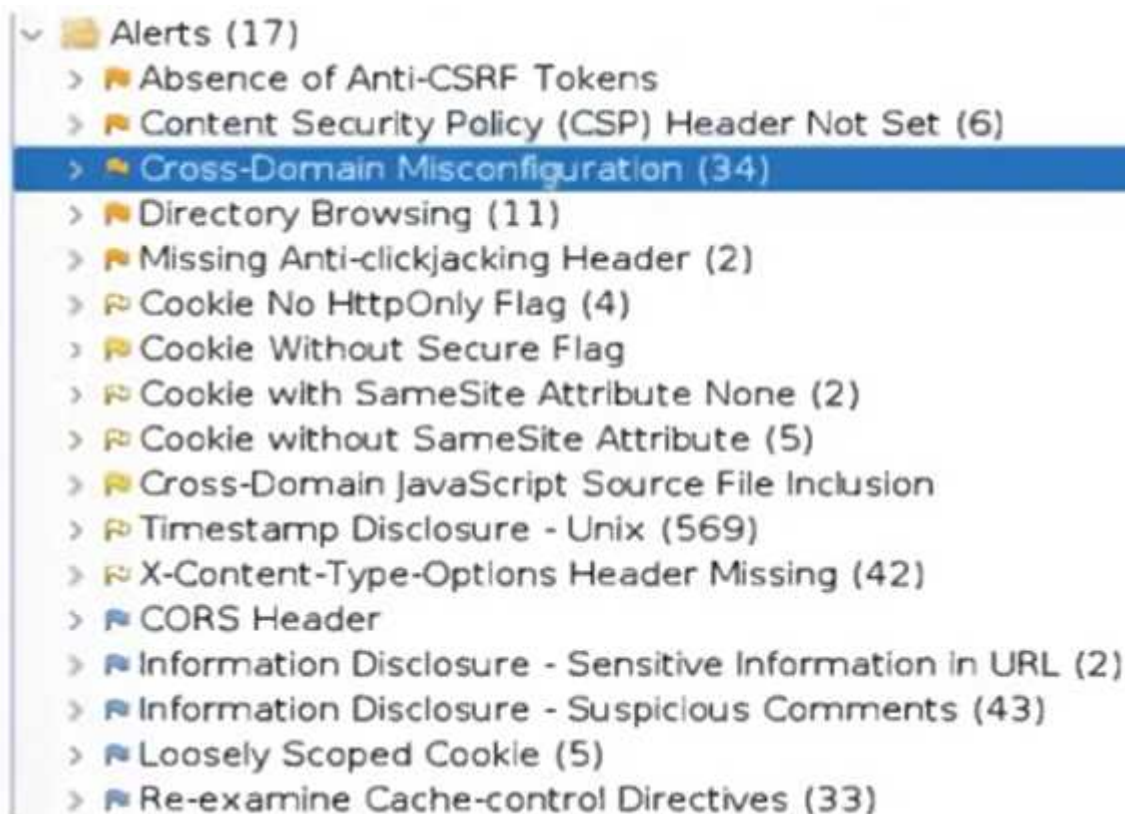 Alerts (17)
Absence of Anti-CSRF Tokens
Content Security Policy (CSP) Header Not Set (6)
Cross-Domain Misconfiguration (34)
Directory Browsing (11)
Missing Anti-clickjacking Header (2)
Cookie No HttpOnly Flag (4)
Cookie Without Secure Flag
Cookie with SameSite Attribute None (2)
Cookie without SameSite Attribute (5)
Cross-Domain JavaScript Source File Inclusion
Timestamp Disclosure - Unix (569)
X-Content-Type-Options Header Missing (42)
CORS Header
Information Disclosure - Sensitive Information in URL (2)
Information Disclosure - Suspicious Comments (43)
Loosely Scoped Cookie (5)
Re-examine Cache-control Directives (33)